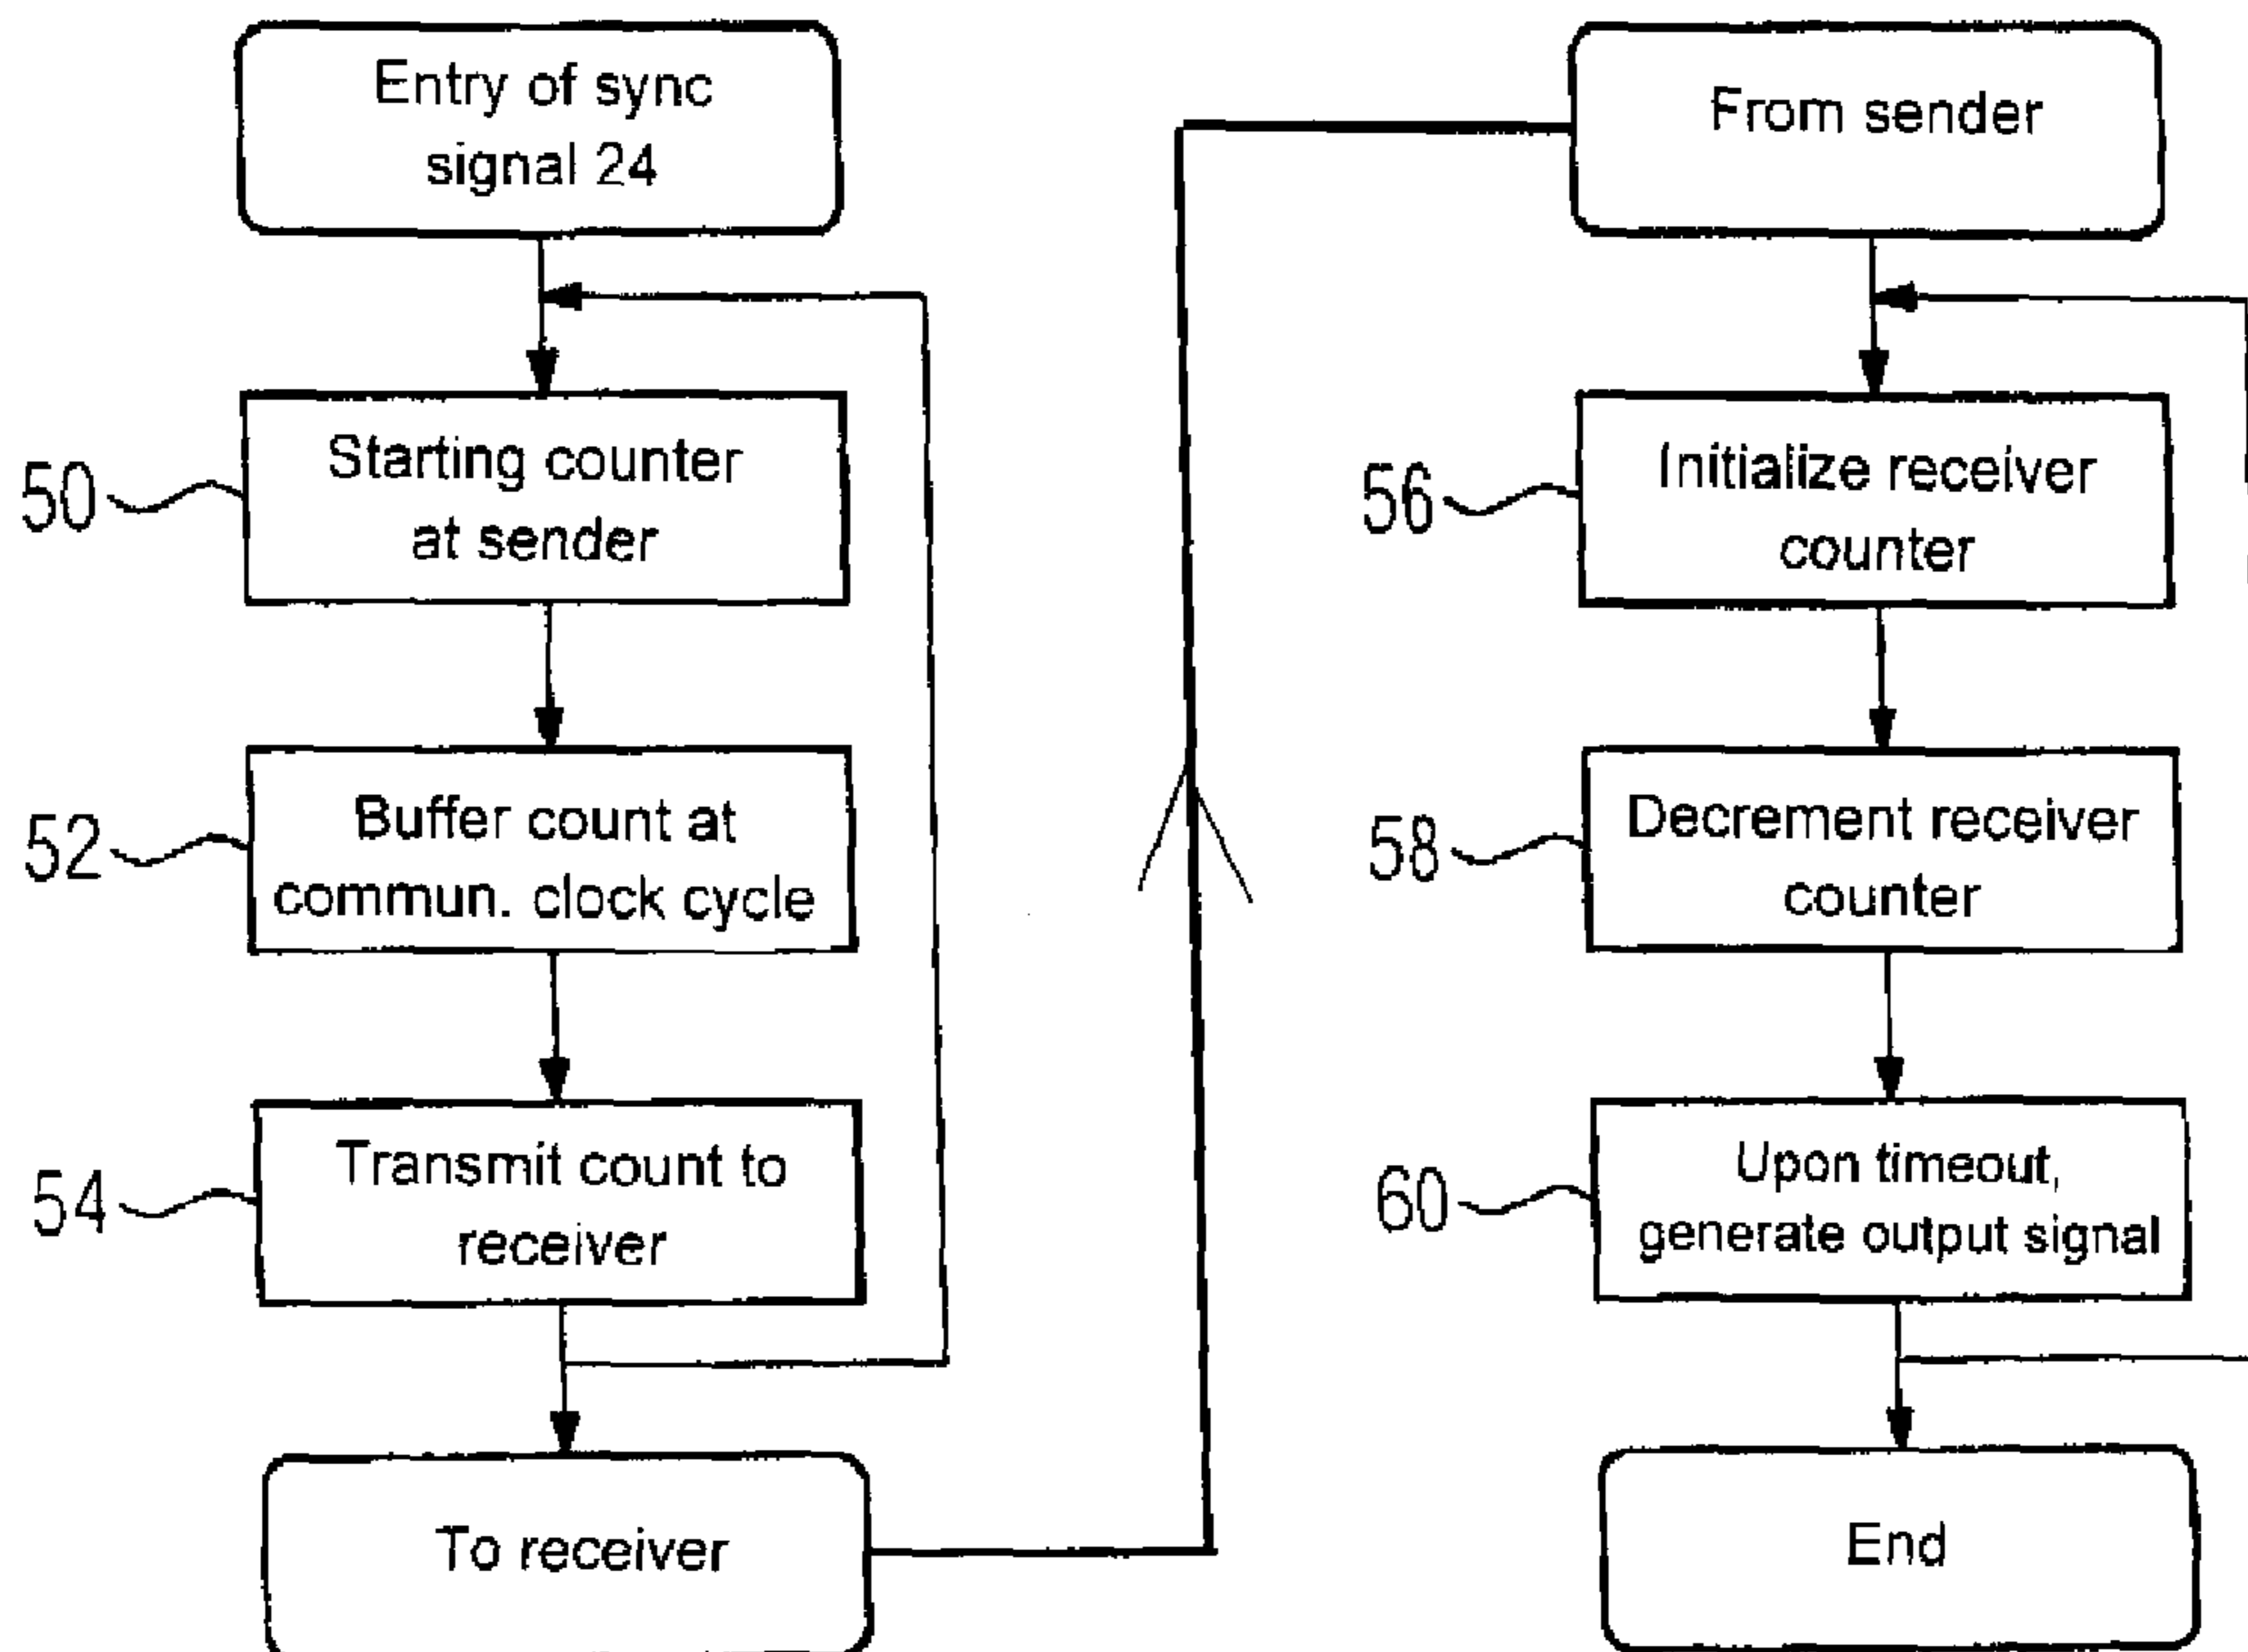 Entry of sync
signal 24
50
Starting counter
at sender
52
Buffer count at
commun. clock cycle
54
Transmit count to
receiver
To receiver
From sender
56
Initialize receiver
counter
58
Decrement receiver
counter
60
Upon timeout,
generate output signal
End